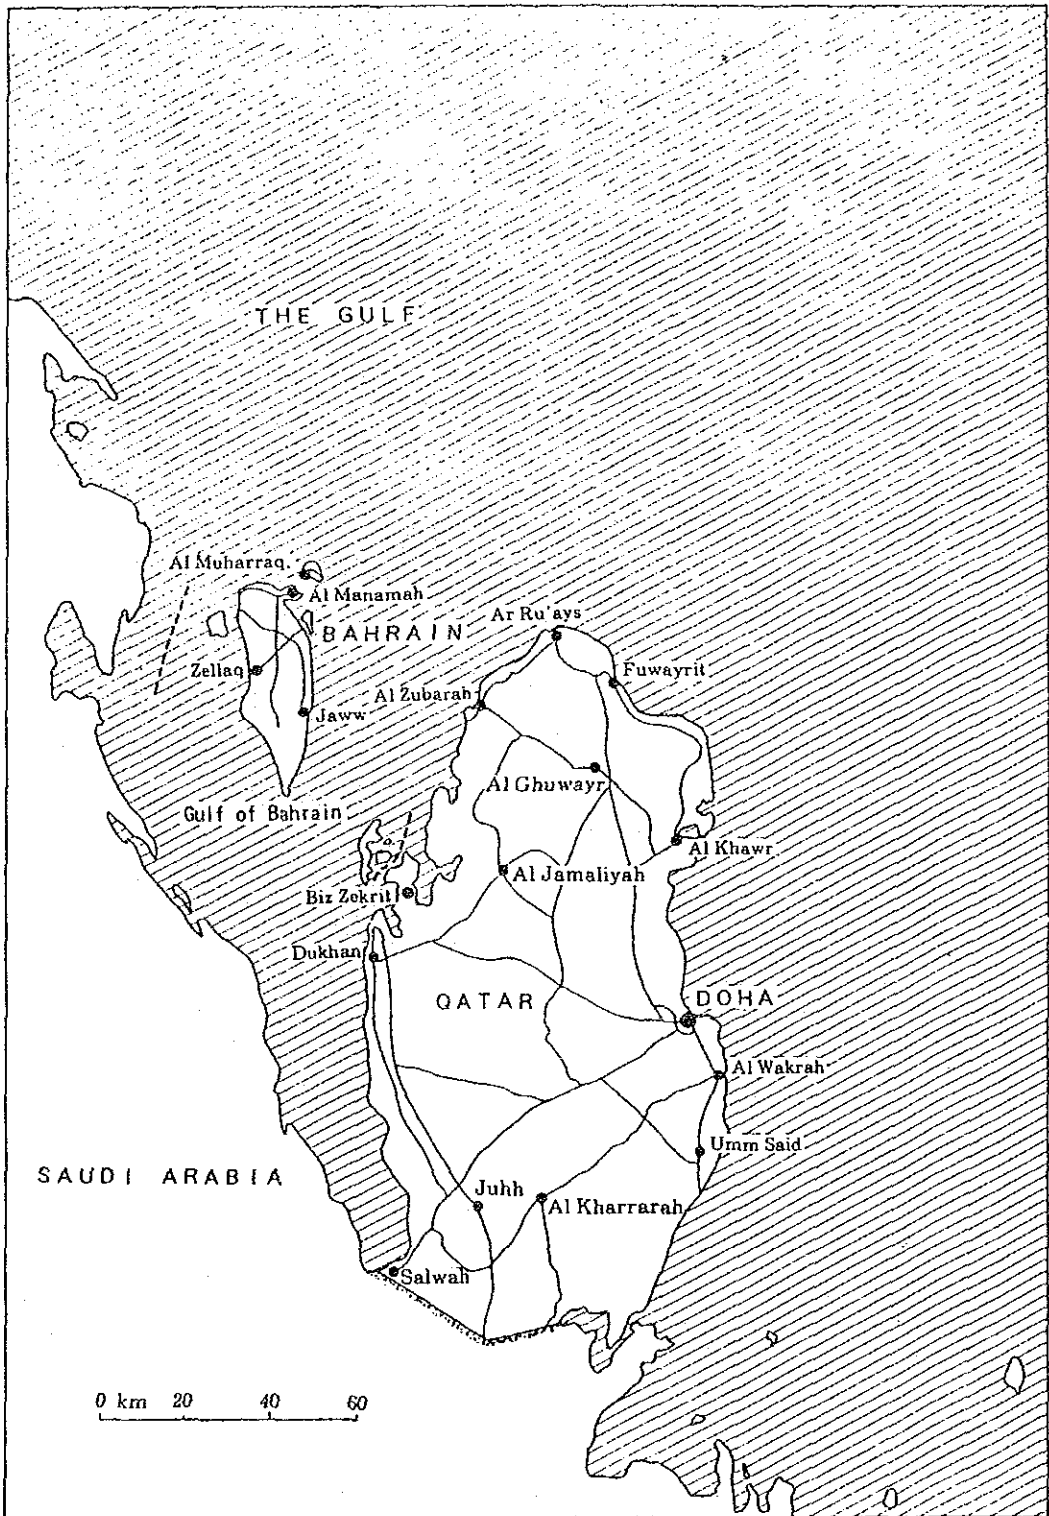 THE GULF
Al Muharraq.
Al Manamah
BAHRAIN
Ar Ru'ays
Zellaq
Fuwayrit
Al Zubarah
Jaww
Al Ghuwayr
Gulf of Bahrain
Al Khawr
Al Jamaliyah
Biz Zekrit
Dukhan
QATAR
DOHA
Al Wakrah
Umm Said
SAUDI ARABIA
Juhh
Al Kharrarah
Salwah
0 km 20 40 60